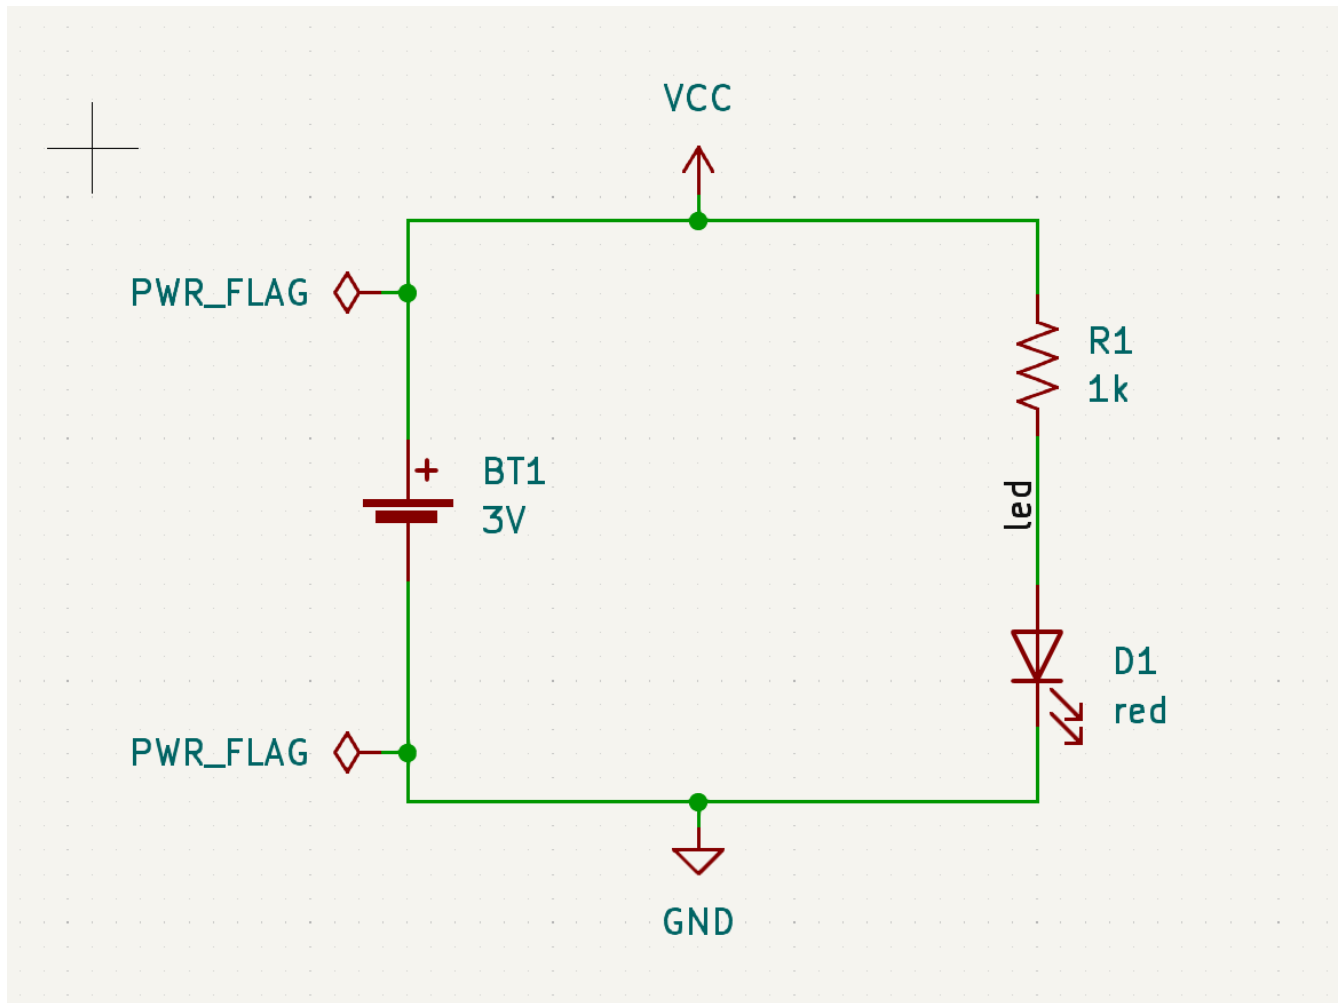 VCC
PWR_FLAG
R1
1k
+
BT1
3V
led
D1
red
PWR_FLAG
GND